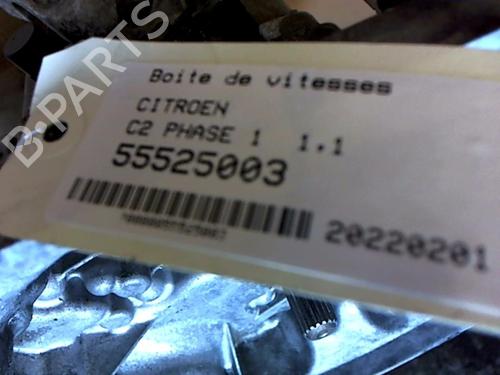 B-PARTS
Boite de vitesses
CITROEN
C2 PHASE 1 1.1
55525003
20220201